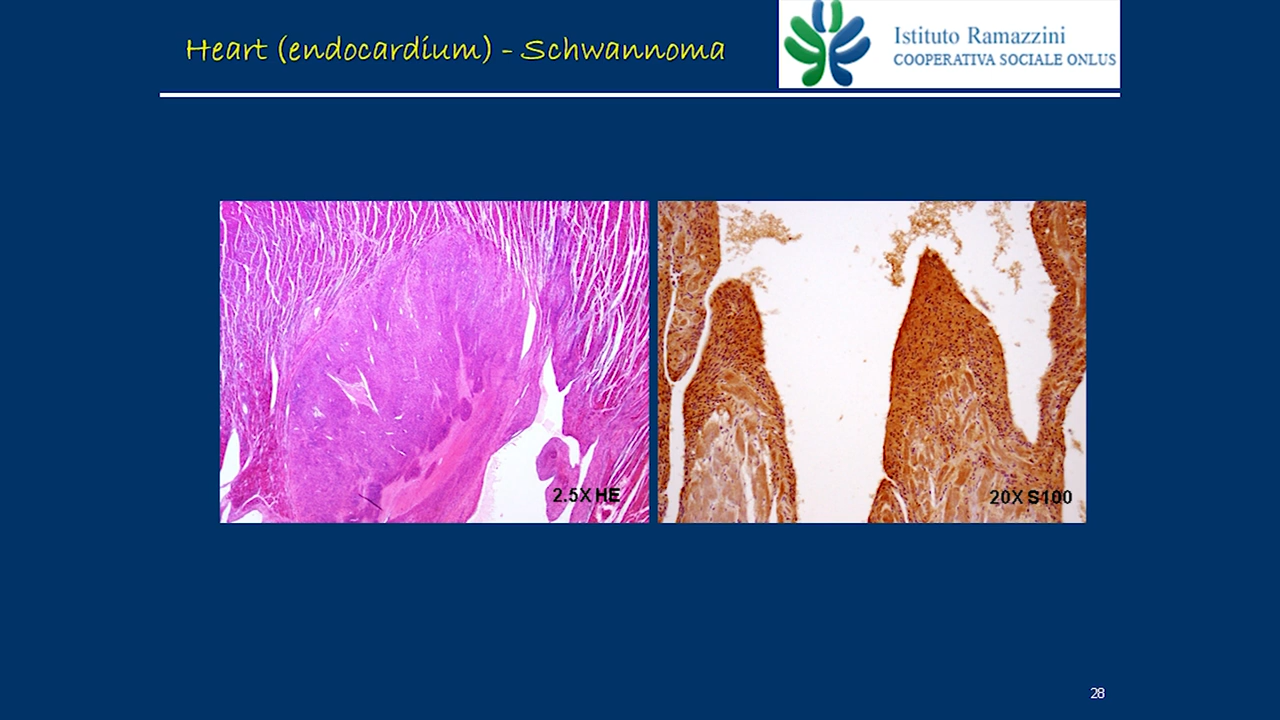 Heart (endocardium) - Schwannoma
Istituto Ramazzini
COOPERATIVA SOCIALE ONLUS
2.5X HE
20X S100
28